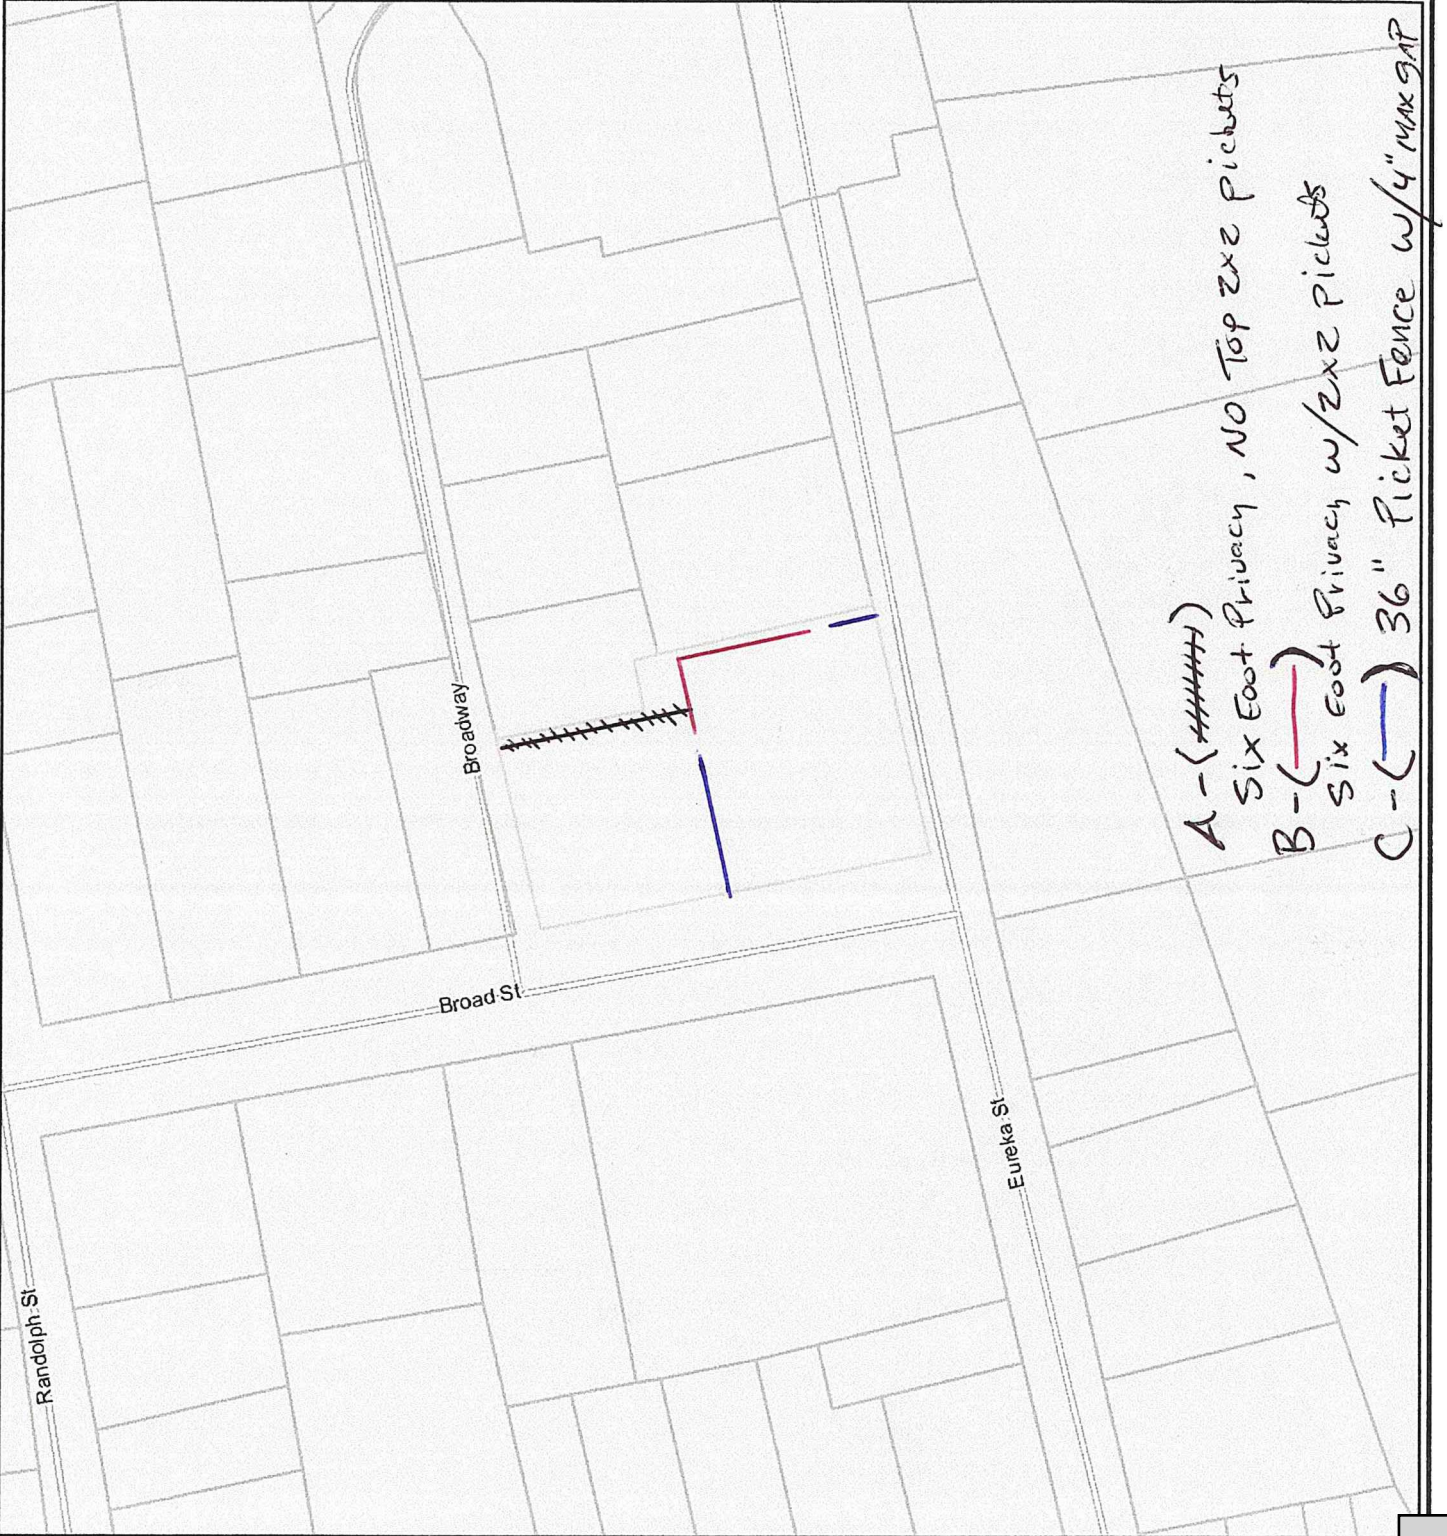 Broadway
Broad St
Eureka St
Randolph St
A - (
)
Six Foot Privacy, NO Top 2x2 pickets
B - (
)
Six Foot Privacy w/2x2 pickets
C - (
) 36" Picket Fence w/4" MAX gap